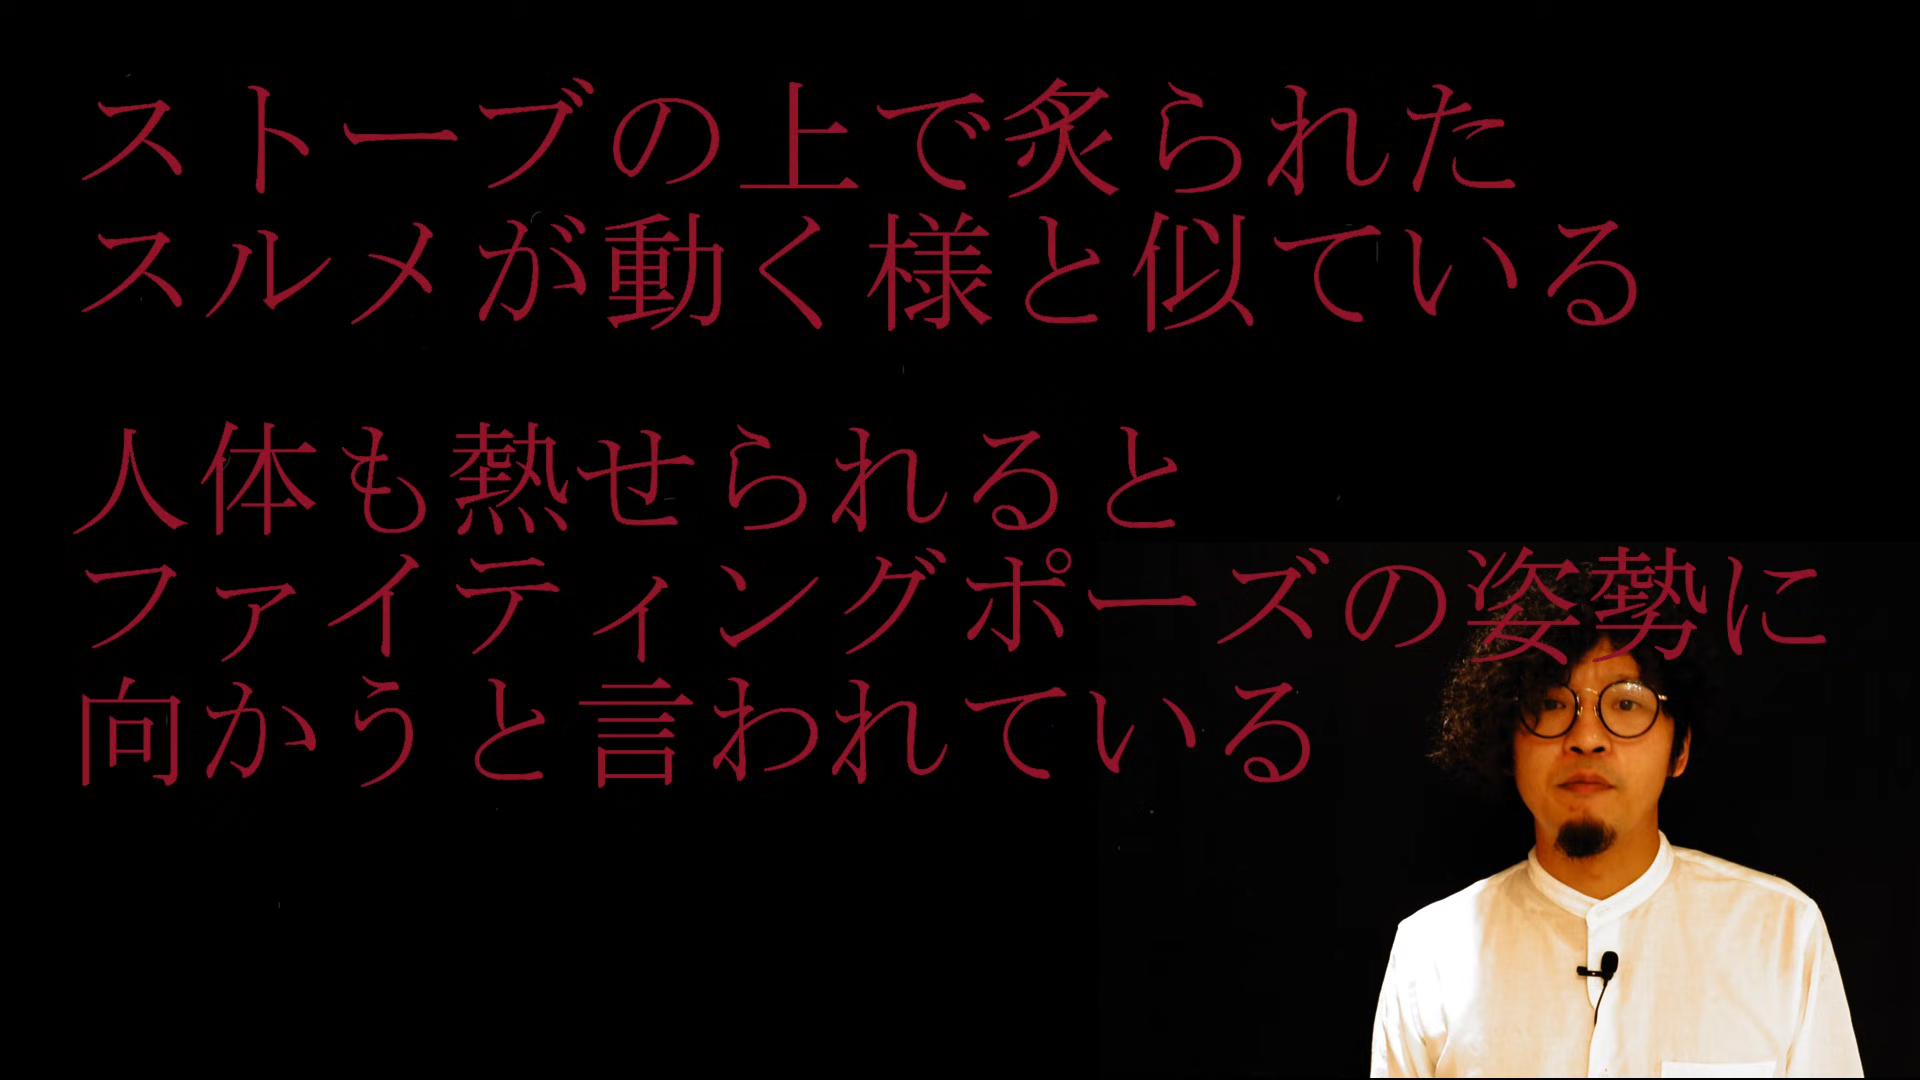 ストーブの上で炙られた
スルメが動く様と似ている
人体も熱せられると
ファイティングポーズの姿勢に
向かうと言われている